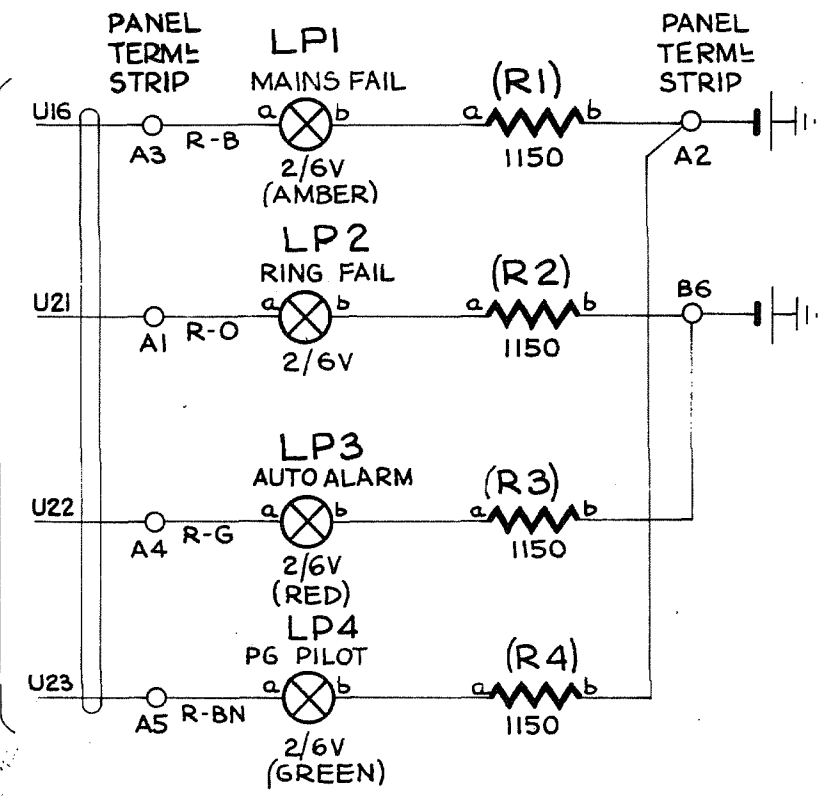 PANEL
TERML
STRIP
LP1
MAINS FAIL
(R1)
PANEL
TERML
STRIP
U16
A3
R-B
a
b
2/6V
(AMBER)
a
b
1150
A2
LP2
RING FAIL
(R2)
B6
U21
A1
R-O
a
b
2/6V
a
b
1150
LP3
AUTO ALARM
(R3)
U22
A4
R-G
a
b
2/6V
(RED)
a
b
1150
LP4
PG PILOT
(R4)
U23
A5
R-BN
a
b
2/6V
(GREEN)
a
b
1150